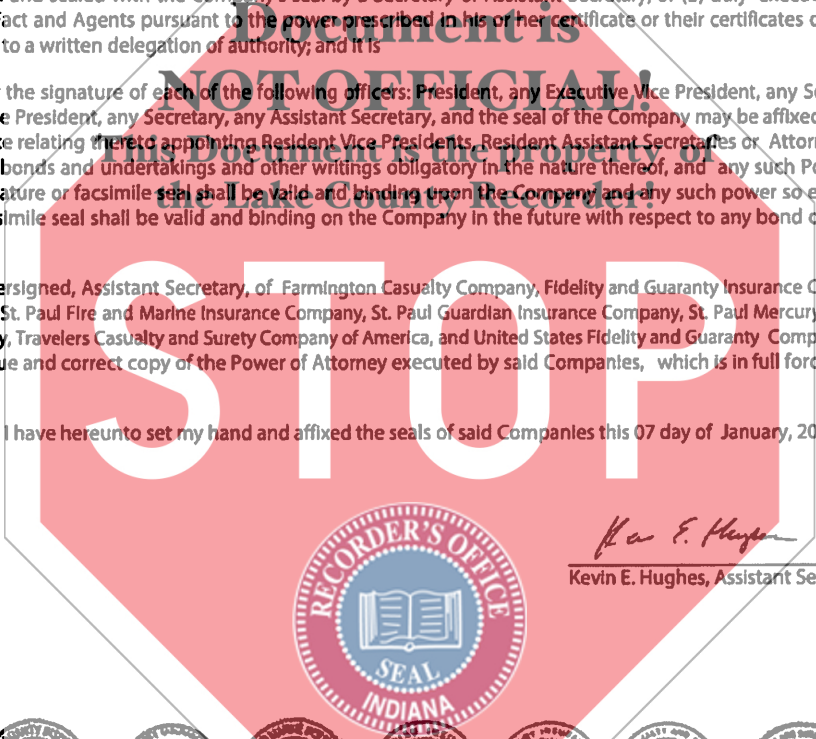 Document is
Fact and Agents pursuant to the power prescribed in his or her certificate or their certificates
to a written delegation of authority; and it is
NOT OFFICIAL!
the signature of each of the following officers: President, any Executive Vice President, any
President, any Secretary, any Assistant Secretary, and the seal of the Company may be affixed
relating thereto appointing Resident Vice Presidents, Resident Assistant Secretaries or
This Document is the property of
bonds and undertakings and other writings obligatory in the nature thereof, and any such
or facsimile seal shall be valid and binding upon the Company and any such power so
the Lake County Recorder!
seal shall be valid and binding on the Company in the future with respect to any bond
Assistant Secretary, of Farmington Casualty Company, Fidelity and Guaranty Insurance
St. Paul Fire and Marine Insurance Company, St. Paul Guardian Insurance Company, St. Paul Mercury
Travelers Casualty and Surety Company of America, and United States Fidelity and Guaranty
and correct copy of the Power of Attorney executed by said Companies, which is in full
STOP
I have hereunto set my hand and affixed the seals of said Companies this 07 day of January, 20
Kevin E. Hughes, Assistant
RECORDER'S OFFICE
SEAL
INDIANA